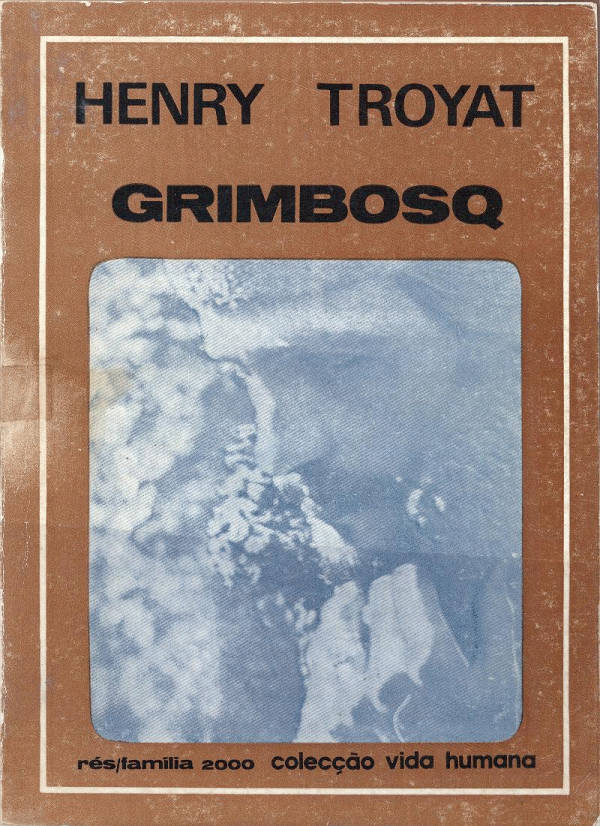 HENRY TROYAT
GRIMBOSQ
rés/família 2000 colecção vida humana